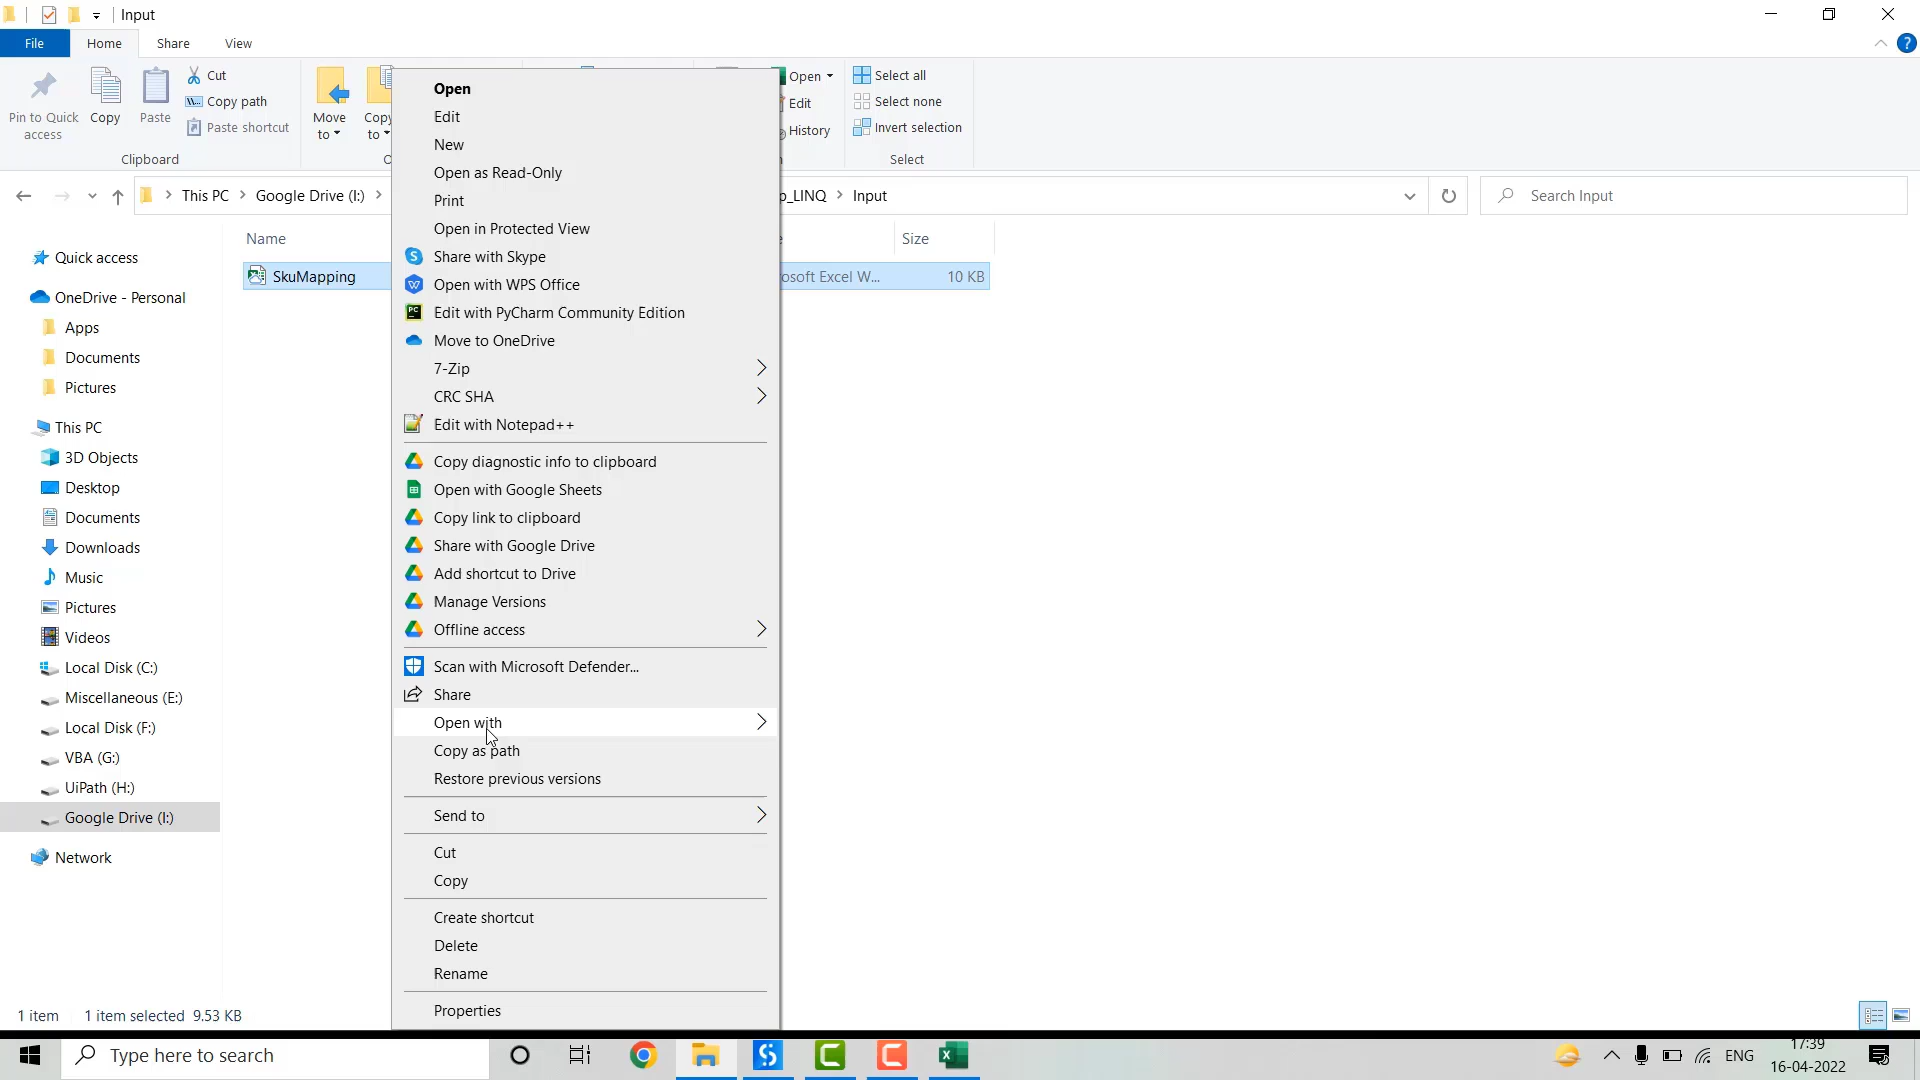 Input
File
Home
Share
View
Pin to Quick
access
Copy
Paste
Cut
Copy path
Paste shortcut
Clipboard
Move
to
Copy
to
Open
Edit
History
Select all
Select none
Invert selection
Select
This PC
Google Drive (I:)
p_LINQ
Input
Search Input
Name
Size
SkuMapping
osoft Excel W...
10 KB
Quick access
OneDrive - Personal
Apps
Documents
Pictures
This PC
3D Objects
Desktop
Documents
Downloads
Music
Pictures
Videos
Local Disk (C:)
Miscellaneous (E:)
Local Disk (F:)
VBA (G:)
UiPath (H:)
Google Drive (I:)
Network
Open
Edit
New
Open as Read-Only
Print
Open in Protected View
Share with Skype
Open with WPS Office
Edit with PyCharm Community Edition
Move to OneDrive
7-Zip
CRC SHA
Edit with Notepad++
Copy diagnostic info to clipboard
Open with Google Sheets
Copy link to clipboard
Share with Google Drive
Add shortcut to Drive
Manage Versions
Offline access
Scan with Microsoft Defender...
Share
Open with
Copy as path
Restore previous versions
Send to
Cut
Copy
Create shortcut
Delete
Rename
Properties
1 item
1 item selected 9.53 KB
Type here to search
ENG
17:39
16-04-2022